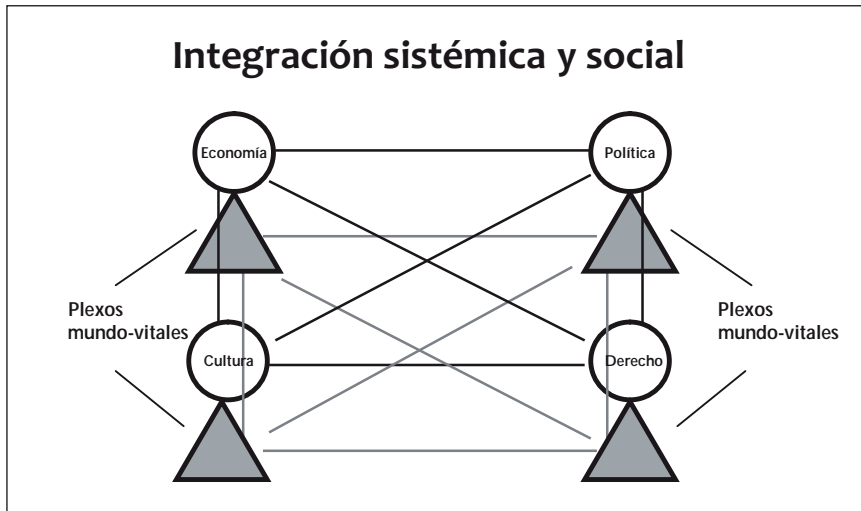 Integración sistémica y social
Economía
Política
Plexos
mundo-vitales
Plexos
mundo-vitales
Cultura
Derecho